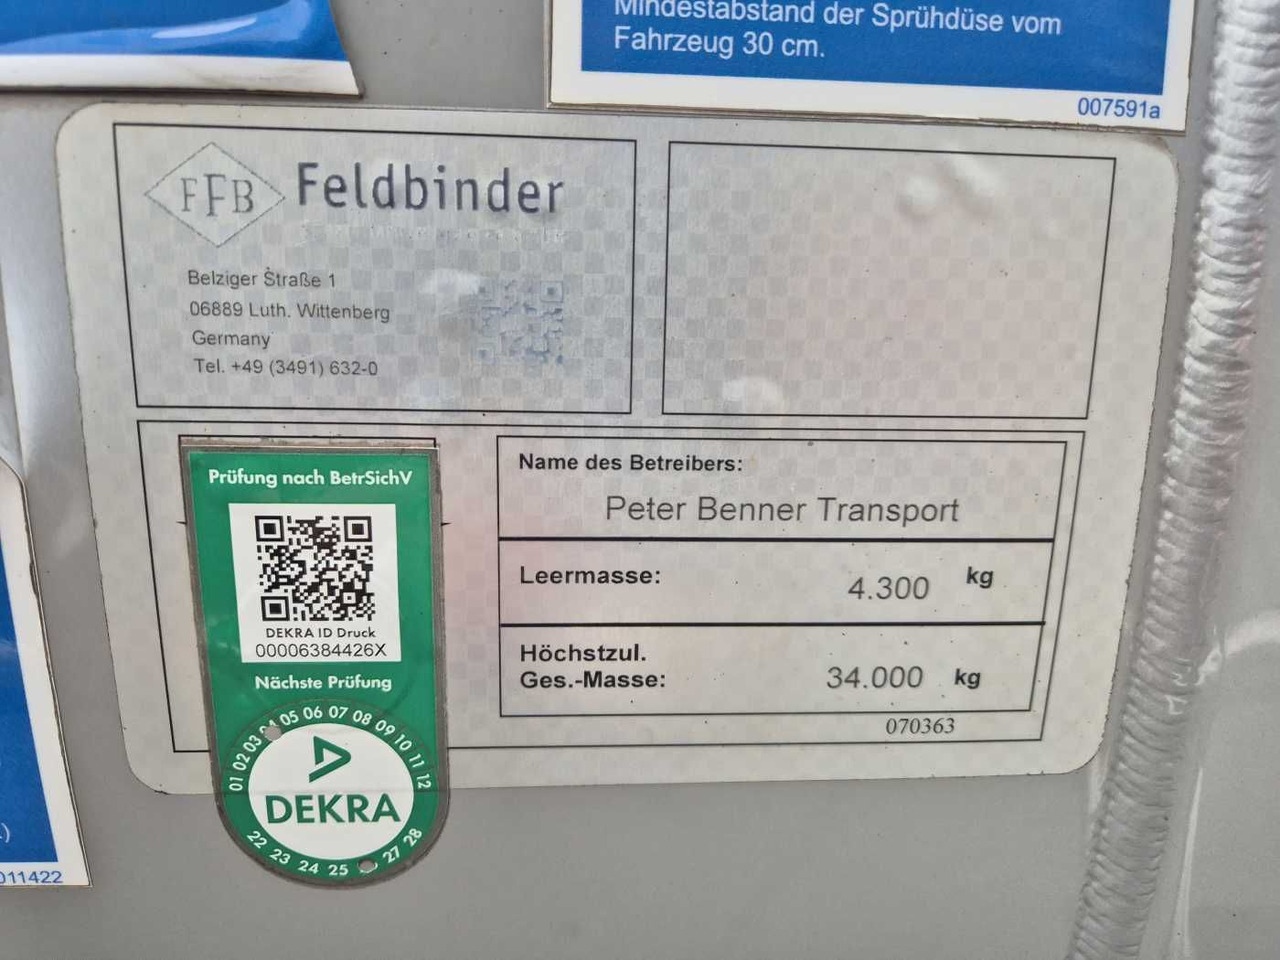 Mindestabstand der Sprühdüse vom
Fahrzeug 30 cm.
007591a
FFB
Feldbinder
Belziger Straße 1
06889 Luth. Wittenberg
Germany
Tel. +49 (3491) 632-0
Prüfung nach BetrSichV
DEKRA ID Druck
00006384426X
Nächste Prüfung
01 02 03 05 06 07 08 09 10 11 12
DEKRA
22 23 24 25 27 28
Name des Betreibers:
Peter Benner Transport
Leermasse: 4.300 kg
Höchstzul.
Ges.-Masse: 34.000 kg
070363
011422